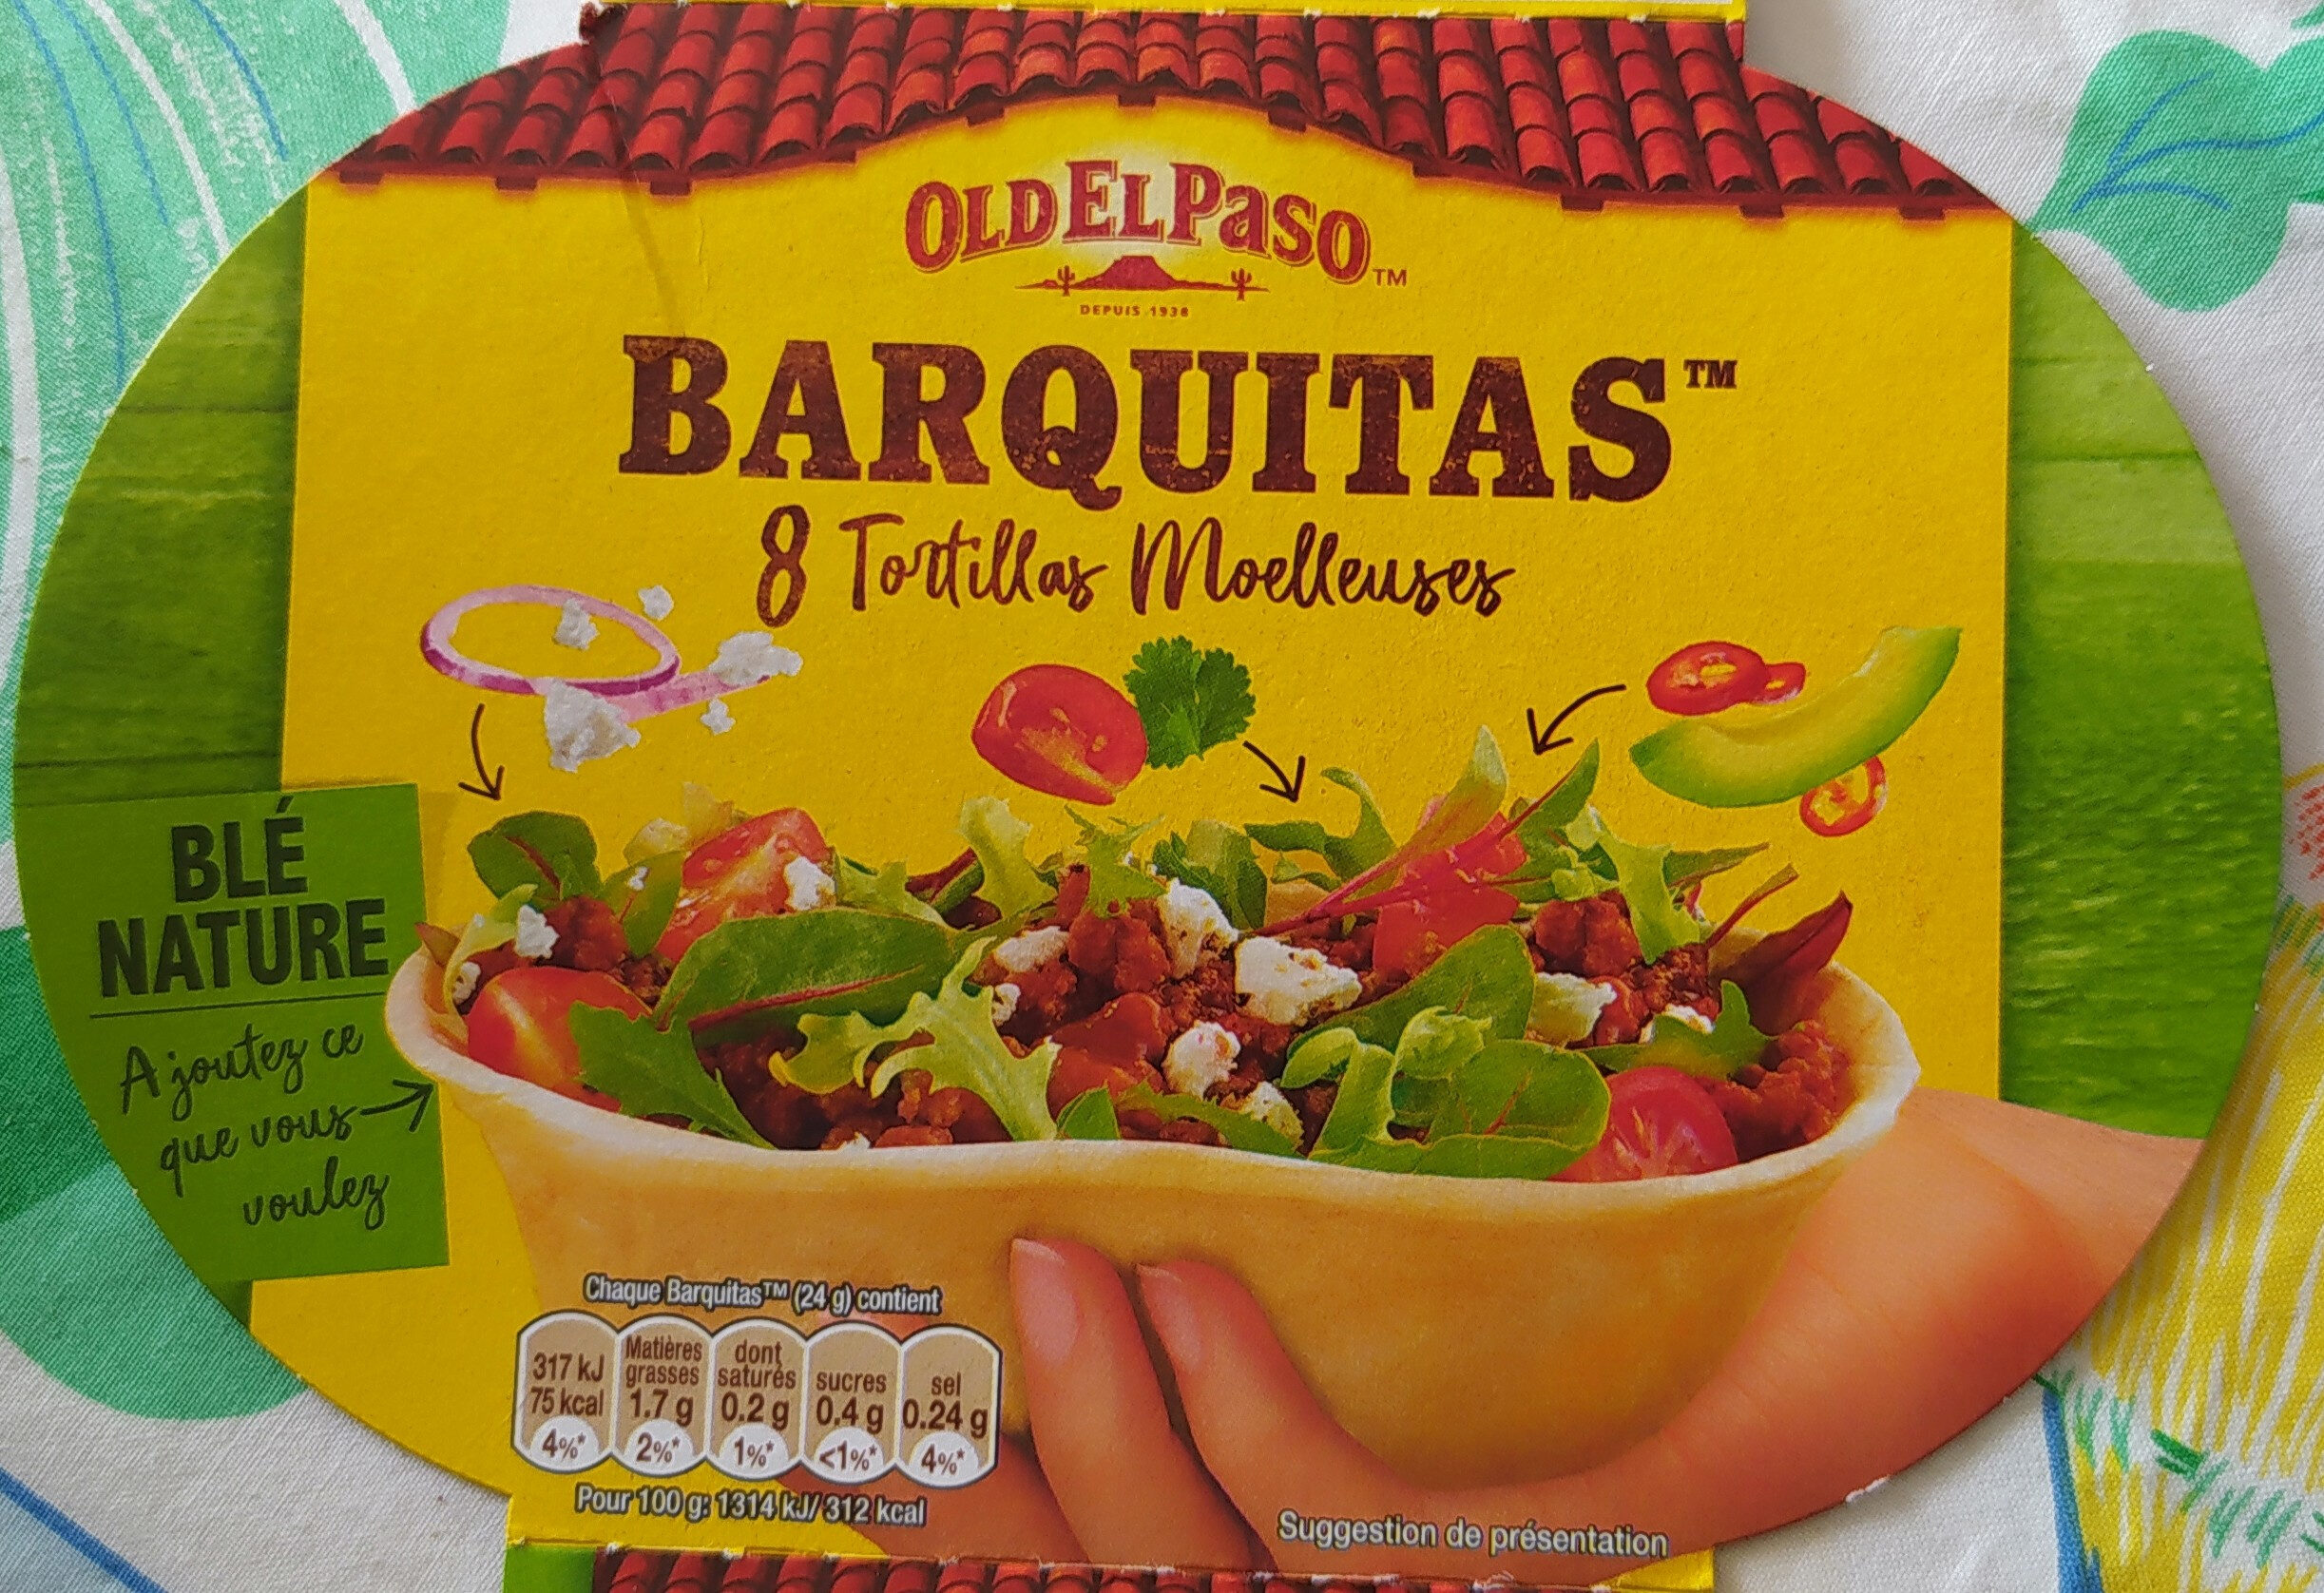 OLD EL PASO™
DEPUIS 1938
BARQUITAS™
8 Tortillas Moelleuses
BLÉ
NATURE
Ajoutez ce
que vous
voulez
Chaque Barquitas™ (24 g) contient
317 kJ
75 kcal
4%*
Matières
grasses
1.7 g
2%*
dont
saturés
0.2 g
1%*
sucres
0.4 g
<1%*
sel
0.24 g
4%*
Pour 100 g: 1314 kJ/ 312 kcal
Suggestion de présentation